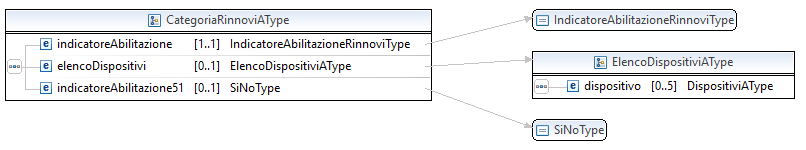 CategoriaRinnoviAType
indicatoreAbilitazione [1..1] IndicatoreAbilitazioneRinnoviType
elencoDispositivi [0..1] ElencoDispositiviAType
indicatoreAbilitazione51 [0..1] SiNoType
IndicatoreAbilitazioneRinnoviType
ElencoDispositiviAType
dispositivo [0..5] DispositiviAType
SiNoType